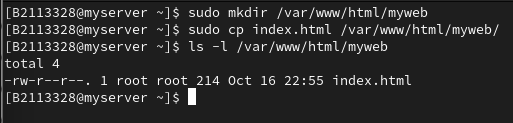 [B2113328@myserver ~]$ sudo mkdir /var/www/html/myweb
[B2113328@myserver ~]$ sudo cp index.html /var/www/html/myweb/
[B2113328@myserver ~]$ ls -l /var/www/html/myweb
total 4
-rw-r--r--. 1 root root 214 Oct 16 22:55 index.html
[B2113328@myserver ~]$